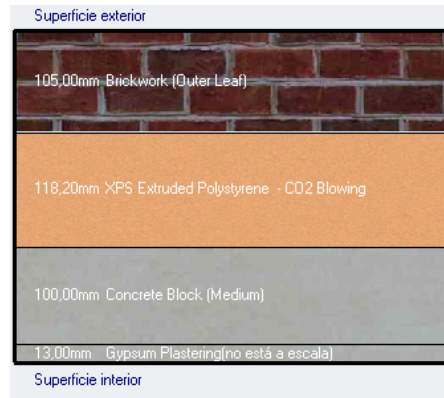 Superficie exterior
105,00mm Brickwork (Outer Leaf)
118,20mm XPS Extruded Polystyrene - CO2 Blowing
100,00mm Concrete Block (Medium)
13,00mm Gypsum Plastering(no está a escala)
Superficie interior